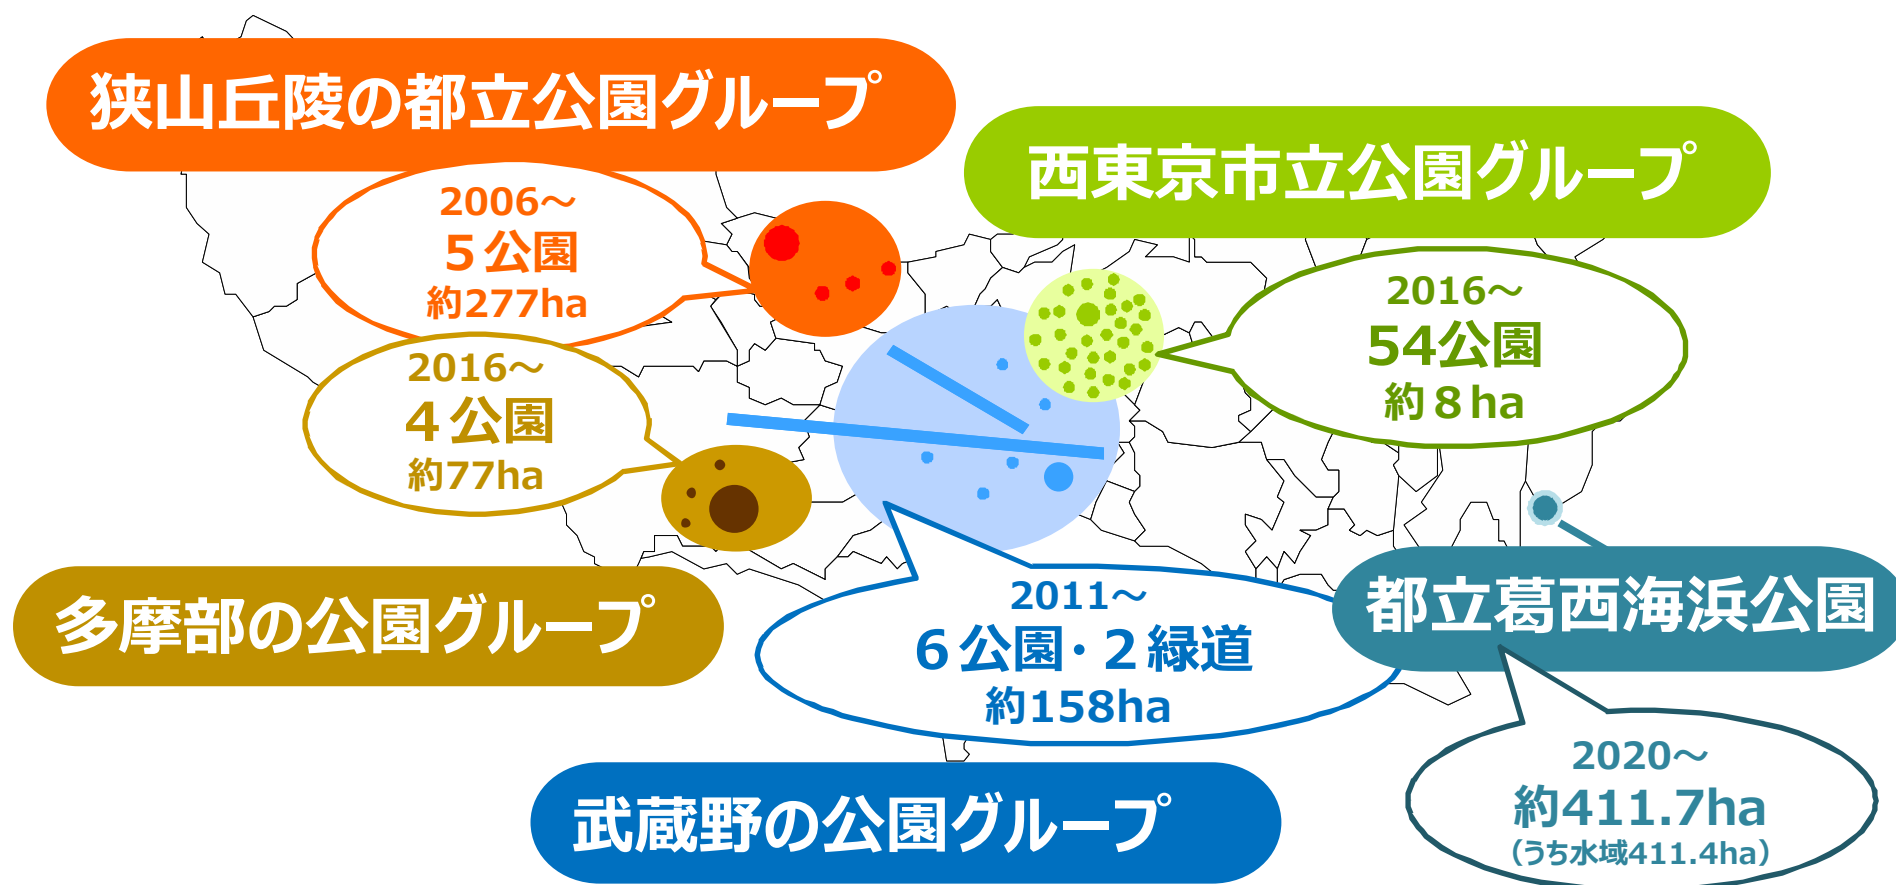 狭山丘陵の都立公園グループ
2006～
５公園
約277ha
西東京市立公園グループ
2016～
54公園
約８ha
2016～
４公園
約77ha
多摩部の公園グループ
2011～
６公園・２緑道
約158ha
武蔵野の公園グループ
都立葛西海浜公園
2020～
約411.7ha
（うち水域411.4ha）